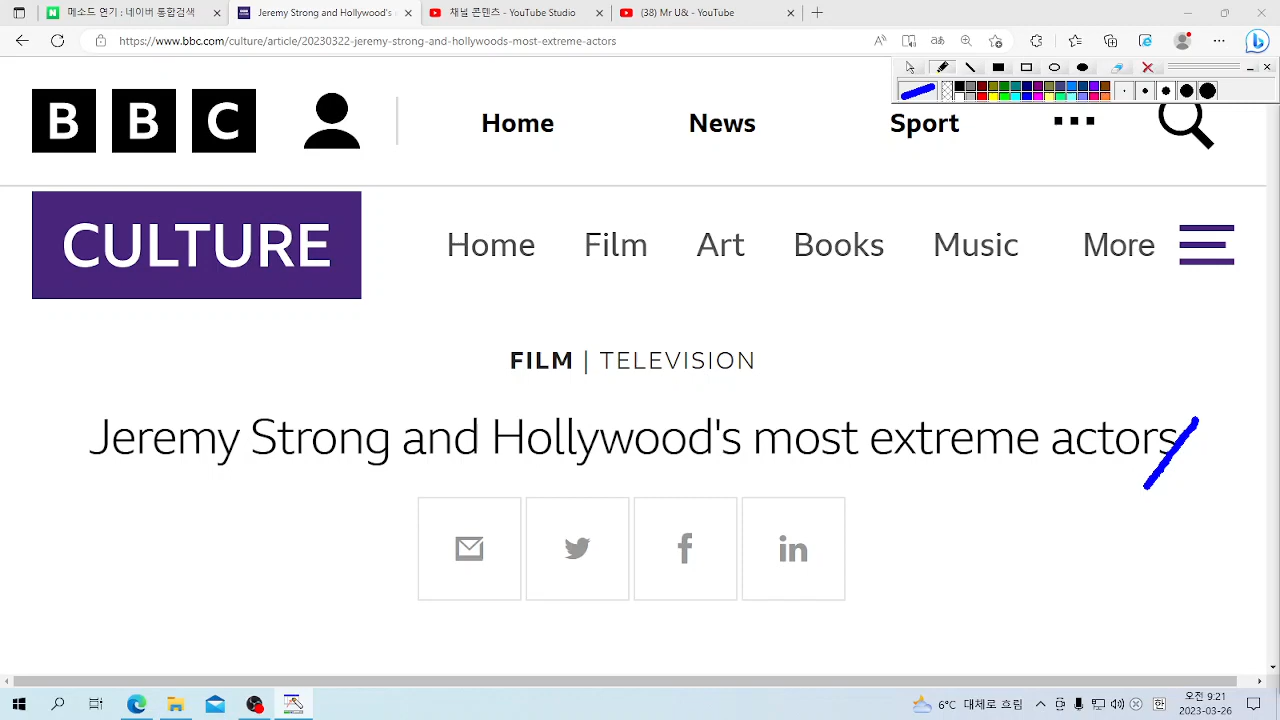 메소드 연기 : 네이버 통합검색
Jeremy Strong and Hollywood's
채널 콘텐츠 - YouTube Studio
(38) Mr 18k - YouTube
https://www.bbc.com/culture/article/20230322-jeremy-strong-and-hollywoods-most-extreme-actors
BBC
Home
News
Sport
CULTURE
Home
Film
Art
Books
Music
More
FILM | TELEVISION
Jeremy Strong and Hollywood's most extreme actors
6°C 대체로 흐림
오전 9:21
2023-03-26